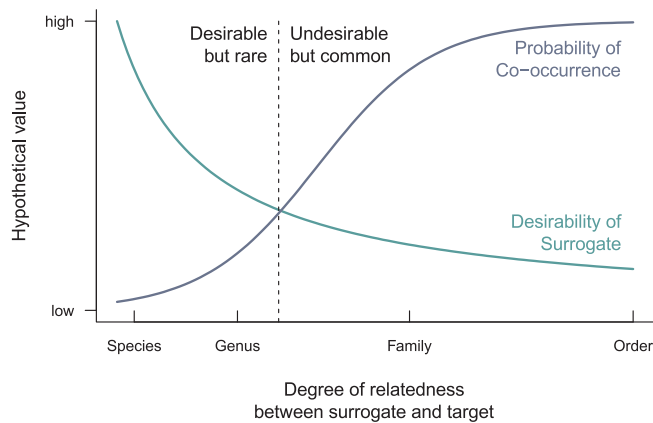 high
Desirable
but rare
Undesirable
but common
Probability of
Co−occurrence
Hypothetical value
Desirability of
Surrogate
low
Species
Genus
Family
Order
Degree of relatedness
between surrogate and target